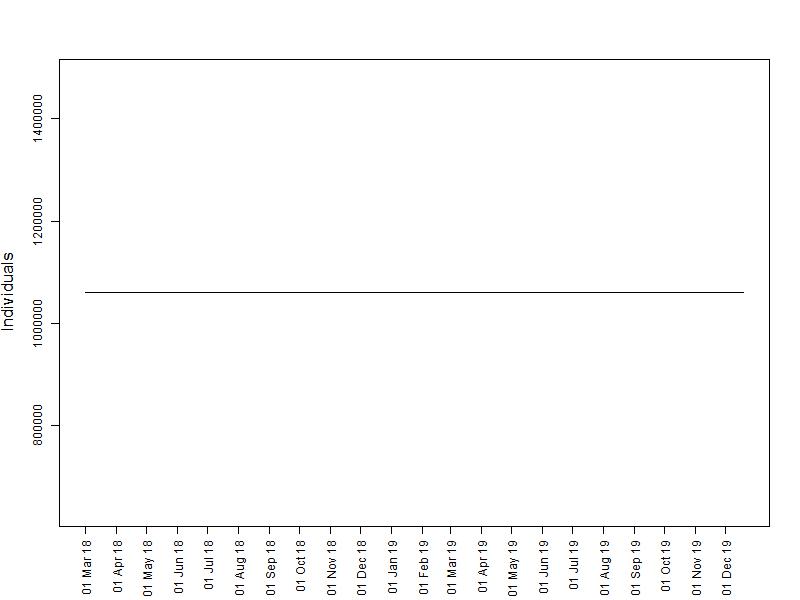 Individuals
1400000
1200000
1000000
800000
01 Mar 18
01 Apr 18
01 May 18
01 Jun 18
01 Jul 18
01 Aug 18
01 Sep 18
01 Oct 18
01 Nov 18
01 Dec 18
01 Jan 19
01 Feb 19
01 Mar 19
01 Apr 19
01 May 19
01 Jun 19
01 Jul 19
01 Aug 19
01 Sep 19
01 Oct 19
01 Nov 19
01 Dec 19